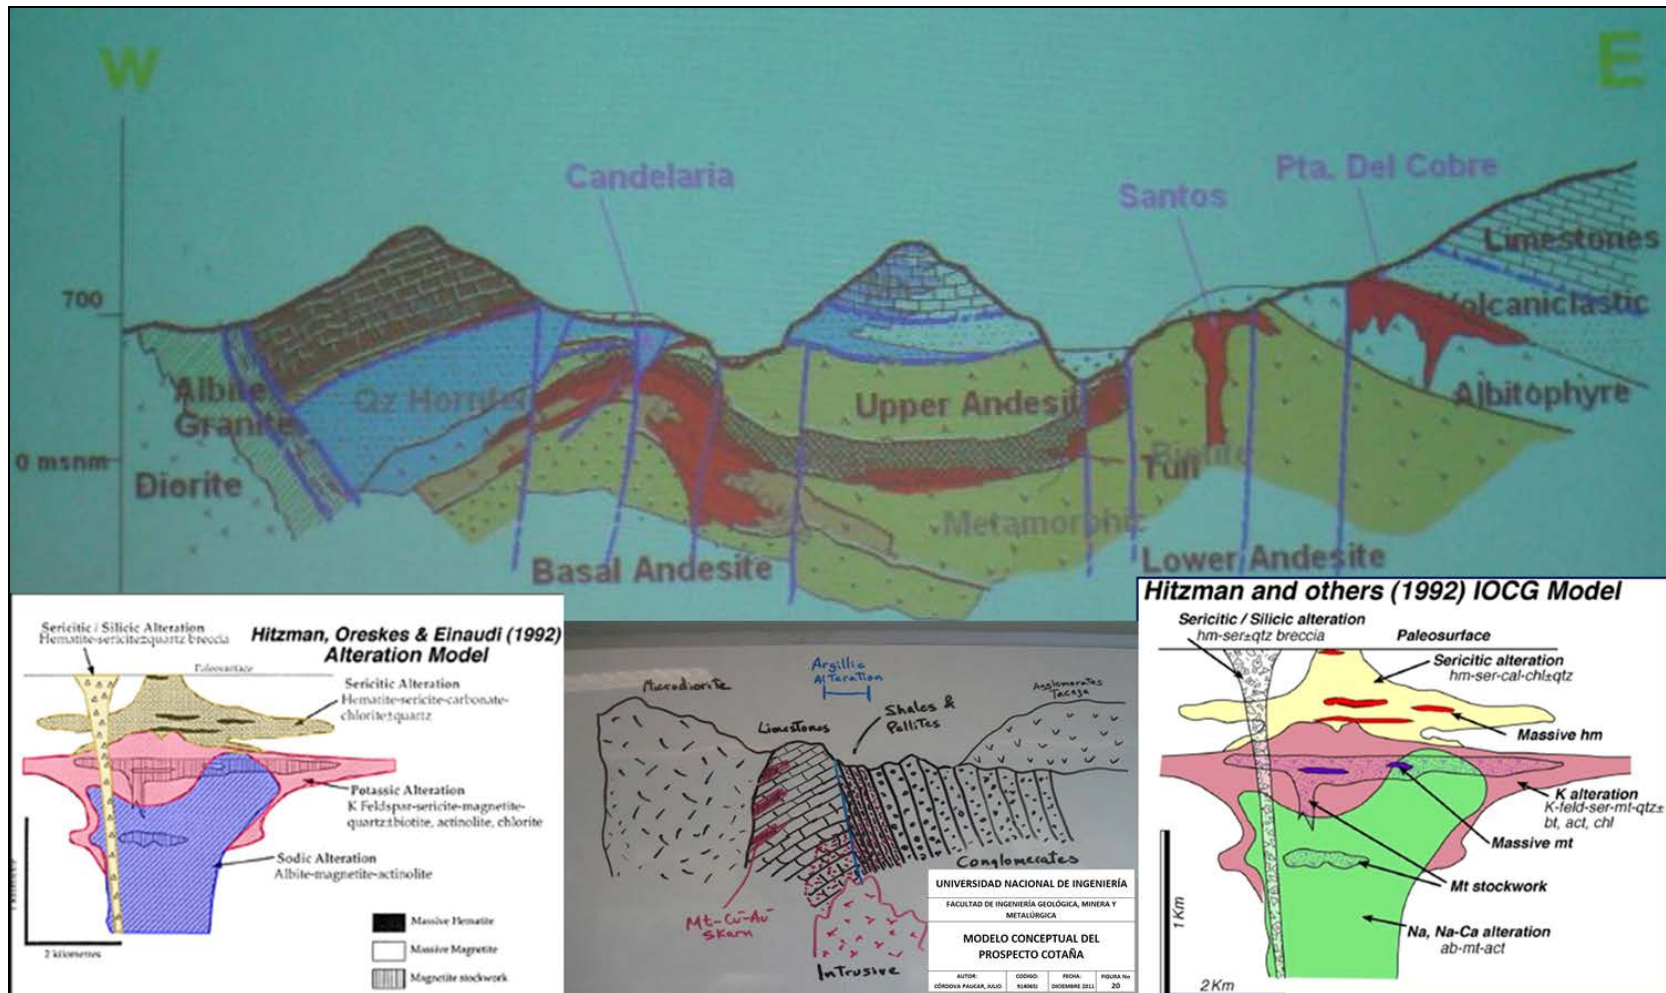 W
E
Candelaria
Pta. Del Cobre
Santos
Limestones
700
Volcaniclastic
Albite
Granite
Qz Hornfel
Upper Andesit
Albitophyre
0 msnm
Tuff
Diorite
Metamorphic
Basal Andesite
Lower Andesite
Sericitic / Silicic Alteration
Hematite-sericite±quartz breccia
Hitzman, Oreskes & Einaudi (1992)
Alteration Model
Paleosurface
Sericitic Alteration
Hematite-sericite-carbonate-
chlorite±quartz
Potassic Alteration
K Feldspar-sericite-magnetite-
quartz±biotite, actinolite, chlorite
Sodic Alteration
Albite-magnetite-actinolite
Massive Hematite
Massive Magnetite
Magnetite stockwork
2 kilometres
Microdiorite
Argillic
Alteration
Agglomerates
Tacaza
Shales &
Pellites
Limestones
Conglomerates
Mt-Cu-Au
Skarn
Intrusive
UNIVERSIDAD NACIONAL DE INGENIERÍA
FACULTAD DE INGENIERÍA GEOLÓGICA, MINERA Y
METALÚRGICA
MODELO CONCEPTUAL DEL
PROSPECTO COTAÑA
AUTOR: CÓDIGO: FECHA: FIGURA No
CÓRDOVA PAUCAR, JULIO DICIEMBRE 2011 20
Hitzman and others (1992) IOCG Model
Sericitic / Silicic alteration
hm-ser±qtz breccia
Paleosurface
Sericitic alteration
hm-ser-cal-chl±qtz
Massive hm
K alteration
K-feld-ser-mt-qtz±
bt, act, chl
Massive mt
Mt stockwork
Na, Na-Ca alteration
ab-mt-act
1 Km
2 Km